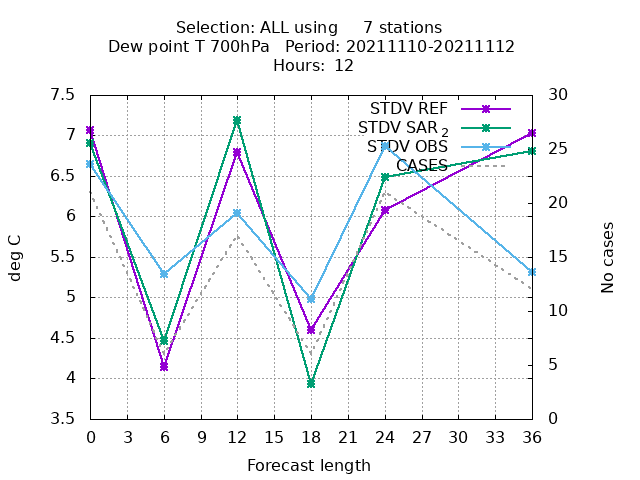 Selection: ALL using     7 stations
Dew point T 700hPa   Period: 20211110-20211112
Hours: 12
7.5
7
6.5
6
5.5
5
4.5
4
3.5
30
25
20
15
10
5
0
STDV REF
STDV SAR 2
STDV OBS
CASES
deg C
No cases
0 3 6 9 12 15 18 21 24 27 30 33 36
Forecast length